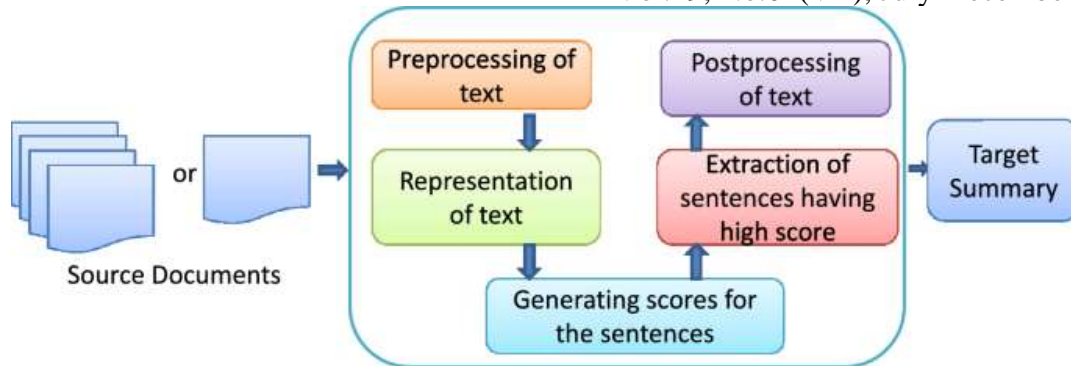 Preprocessing of
text
Postprocessing
of text
or
Representation
of text
Extraction of
sentences having
high score
Target
Summary
Source Documents
Generating scores for
the sentences